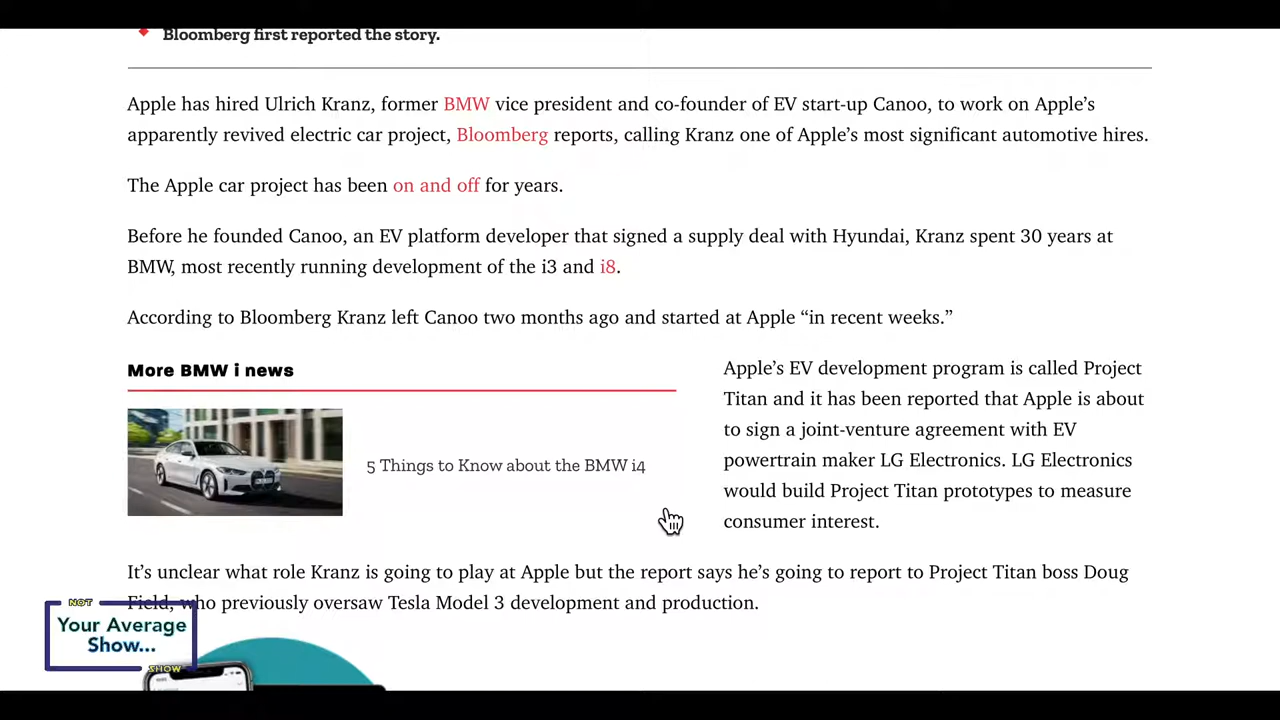 Bloomberg first reported the story.
Apple has hired Ulrich Kranz, former BMW vice president and co-founder of EV start-up Canoo, to work on Apple’s
apparently revived electric car project, Bloomberg reports, calling Kranz one of Apple’s most significant automotive hires.
The Apple car project has been on and off for years.
Before he founded Canoo, an EV platform developer that signed a supply deal with Hyundai, Kranz spent 30 years at
BMW, most recently running development of the i3 and i8.
According to Bloomberg Kranz left Canoo two months ago and started at Apple “in recent weeks.”
More BMW i news
5 Things to Know about the BMW i4
Apple’s EV development program is called Project
Titan and it has been reported that Apple is about
to sign a joint-venture agreement with EV
powertrain maker LG Electronics. LG Electronics
would build Project Titan prototypes to measure
consumer interest.
It’s unclear what role Kranz is going to play at Apple but the report says he’s going to report to Project Titan boss Doug
Field, who previously oversaw Tesla Model 3 development and production.
NOT
Your Average
Show...
SHOW